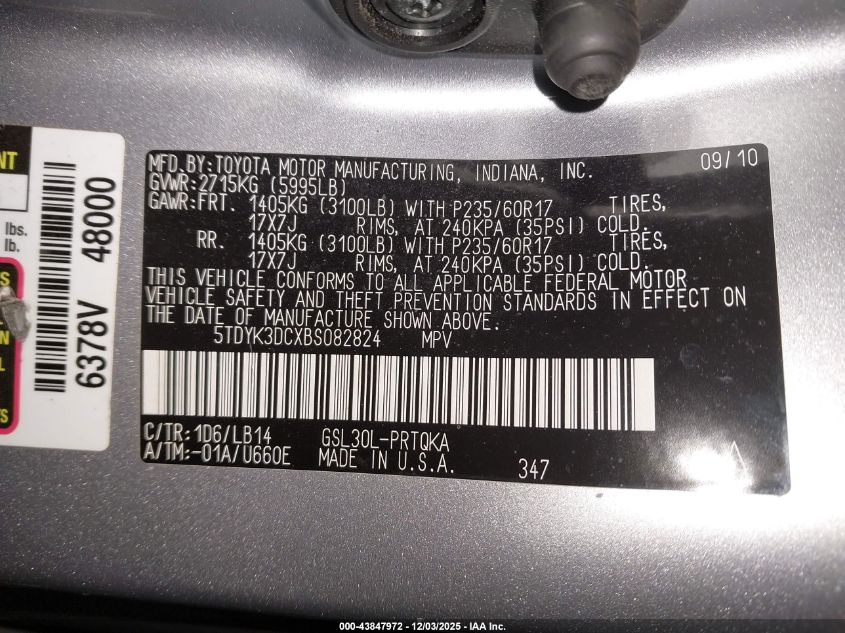 MFD.BY:TOYOTA MOTOR MANUFACTURING, INDIANA, INC. 09/10
GVWR:2715KG (5995LB)
GAWR:FRT. 1405KG (3100LB) WITH P235/60R17 TIRES,
17X7J RIMS, AT 240KPA (35PSI) COLD.
RR. 1405KG (3100LB) WITH P235/60R17 TIRES,
17X7J RIMS, AT 240KPA (35PSI) COLD.
THIS VEHICLE CONFORMS TO ALL APPLICABLE FEDERAL MOTOR
VEHICLE SAFETY AND THEFT PREVENTION STANDARDS IN EFFECT ON
THE DATE OF MANUFACTURE SHOWN ABOVE.
5TDYK3DCXBS082824 MPV
C/TR:1D6/LB14 GSL30L-PRTQKA
A/TM:-01A/U660E MADE IN U.S.A. 347
lbs.
lb.
6378V 48000
000-43847972 - 12/03/2025 - IAA Inc.